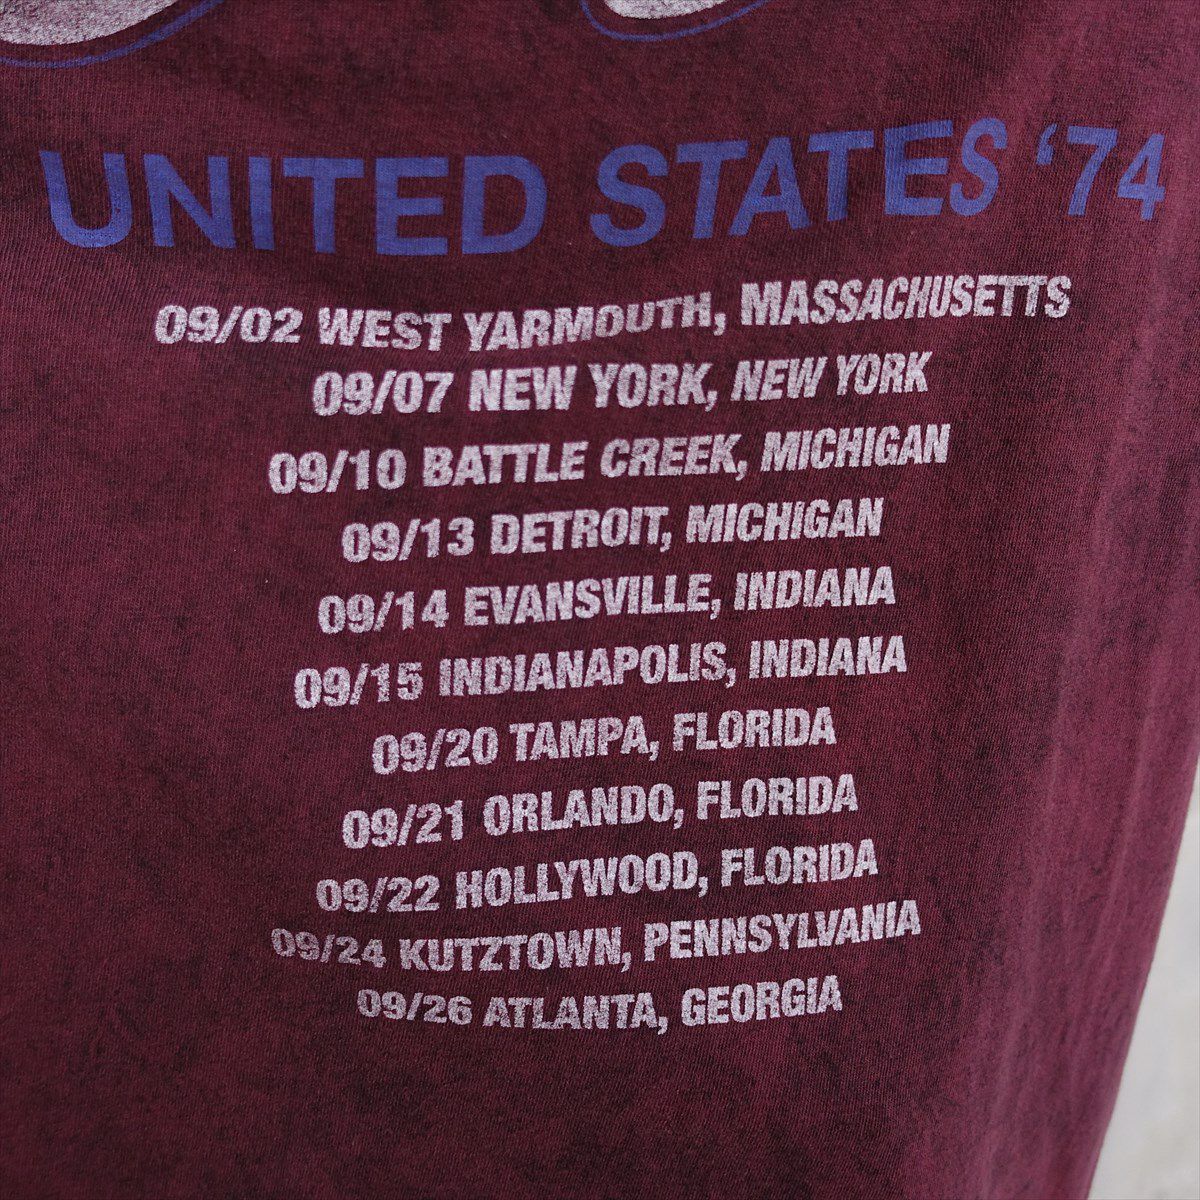 UNITED STATES '74
09/02 WEST YARMOUTH, MASSACHUSETTS
09/07 NEW YORK, NEW YORK
09/10 BATTLE CREEK, MICHIGAN
09/13 DETROIT, MICHIGAN
09/14 EVANSVILLE, INDIANA
09/15 INDIANAPOLIS, INDIANA
09/20 TAMPA, FLORIDA
09/21 ORLANDO, FLORIDA
09/22 HOLLYWOOD, FLORIDA
09/24 KUTZTOWN, PENNSYLVANIA
09/26 ATLANTA, GEORGIA